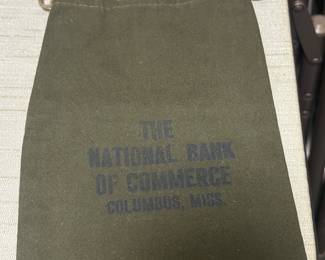 THE
NATIONAL BANK
OF COMMERCE
COLUMBUS, MISS.